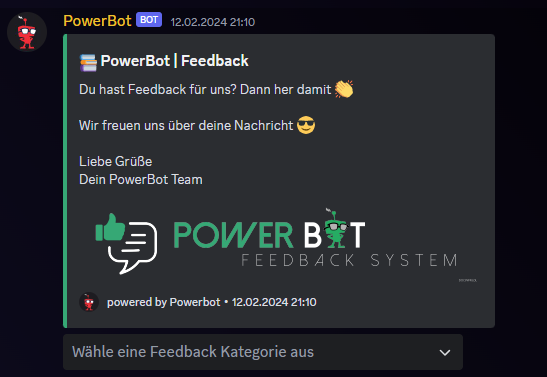 PowerBot BOT 12.02.2024 21:10
PowerBot | Feedback
Du hast Feedback für uns? Dann her damit
Wir freuen uns über deine Nachricht
Liebe Grüße
Dein PowerBot Team
POWER BOT
FEEDBACK SYSTEM
powered by Powerbot • 12.02.2024 21:10
Wähle eine Feedback Kategorie aus